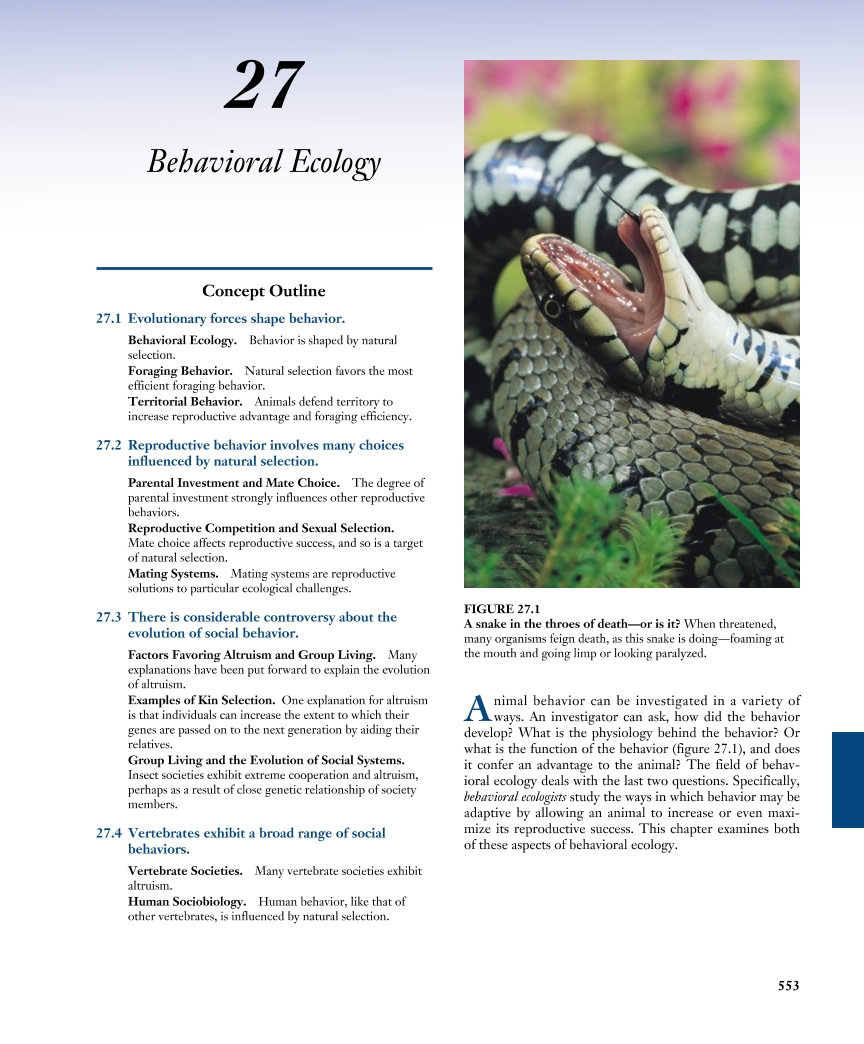 27
Behavioral Ecology
Concept Outline
27.1 Evolutionary forces shape behavior.
Behavioral Ecology. Behavior is shaped by natural
selection.
Foraging Behavior. Natural selection favors the most
efficient foraging behavior.
Territorial Behavior. Animals defend territory to
increase reproductive advantage and foraging efficiency.
27.2 Reproductive behavior involves many choices
influenced by natural selection.
Parental Investment and Mate Choice. The degree of
parental investment strongly influences other reproductive
behaviors.
Reproductive Competition and Sexual Selection.
Mate choice affects reproductive success, and so is a target
of natural selection.
Mating Systems. Mating systems are reproductive
solutions to particular ecological challenges.
27.3 There is considerable controversy about the
evolution of social behavior.
Factors Favoring Altruism and Group Living. Many
explanations have been put forward to explain the evolution
of altruism.
Examples of Kin Selection. One explanation for altruism
is that individuals can increase the extent to which their
genes are passed on to the next generation by aiding their
relatives.
Group Living and the Evolution of Social Systems.
Insect societies exhibit extreme cooperation and altruism,
perhaps as a result of close genetic relationship of society
members.
27.4 Vertebrates exhibit a broad range of social
behaviors.
Vertebrate Societies. Many vertebrate societies exhibit
altruism.
Human Sociobiology. Human behavior, like that of
other vertebrates, is influenced by natural selection.
FIGURE 27.1
A snake in the throes of death—or is it? When threatened,
many organisms feign death, as this snake is doing—foaming at
the mouth and going limp or looking paralyzed.
Animal behavior can be investigated in a variety of
ways. An investigator can ask, how did the behavior
develop? What is the physiology behind the behavior? Or
what is the function of the behavior (figure 27.1), and does
it confer an advantage to the animal? The field of behav-
ioral ecology deals with the last two questions. Specifically,
behavioral ecologists study the ways in which behavior may be
adaptive by allowing an animal to increase or even maxi-
mize its reproductive success. This chapter examines both
of these aspects of behavioral ecology.
553